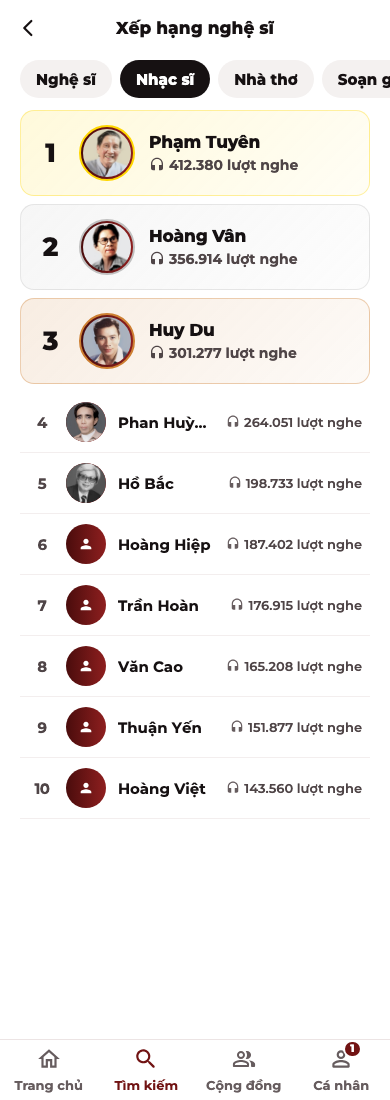 Xếp hạng nghệ sĩ
Nghệ sĩ Nhạc sĩ Nhà thơ Soạn g
1 Phạm Tuyên
412.380 lượt nghe
2 Hoàng Vân
356.914 lượt nghe
3 Huy Du
301.277 lượt nghe
4 Phan Huỳ... 264.051 lượt nghe
5 Hồ Bắc 198.733 lượt nghe
6 Hoàng Hiệp 187.402 lượt nghe
7 Trần Hoàn 176.915 lượt nghe
8 Văn Cao 165.208 lượt nghe
9 Thuận Yến 151.877 lượt nghe
10 Hoàng Việt 143.560 lượt nghe
1
Trang chủ Tìm kiếm Cộng đồng Cá nhân